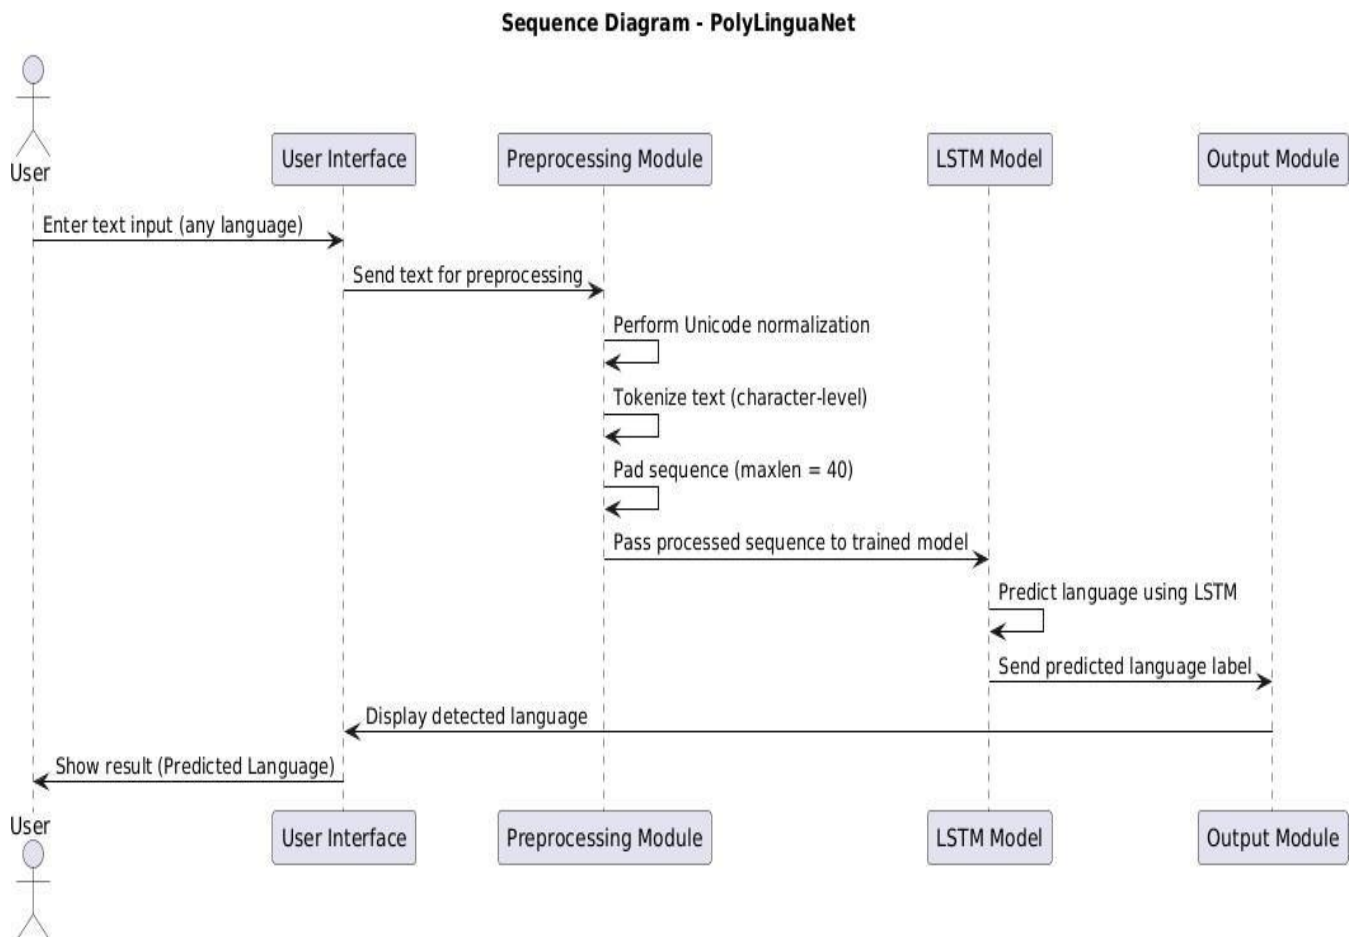 Sequence Diagram - PolyLinguaNet
User
User Interface
Preprocessing Module
LSTM Model
Output Module
Enter text input (any language)
Send text for preprocessing
Perform Unicode normalization
Tokenize text (character-level)
Pad sequence (maxlen = 40)
Pass processed sequence to trained model
Predict language using LSTM
Send predicted language label
Display detected language
Show result (Predicted Language)
User
User Interface
Preprocessing Module
LSTM Model
Output Module